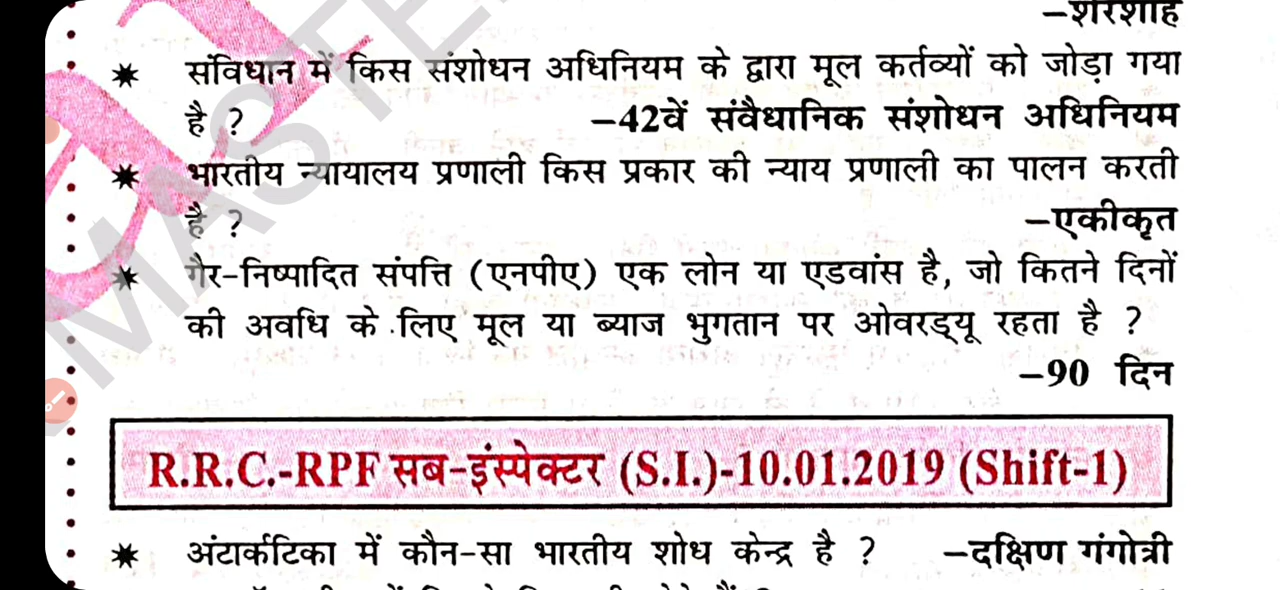 –शेरशाह
✷ संविधान में किस संशोधन अधिनियम के द्वारा मूल कर्तव्यों को जोड़ा गया
है ? –42वें संवैधानिक संशोधन अधिनियम
✷ भारतीय न्यायालय प्रणाली किस प्रकार की न्याय प्रणाली का पालन करती
है ? –एकीकृत
✷ गैर-निष्पादित संपत्ति (एनपीए) एक लोन या एडवांस है, जो कितने दिनों
की अवधि के लिए मूल या ब्याज भुगतान पर ओवरड्यू रहता है ?
–90 दिन
R.R.C.-RPF सब-इंस्पेक्टर (S.I.)-10.01.2019 (Shift-1)
✷ अंटार्कटिका में कौन-सा भारतीय शोध केन्द्र है ? –दक्षिण गंगोत्री